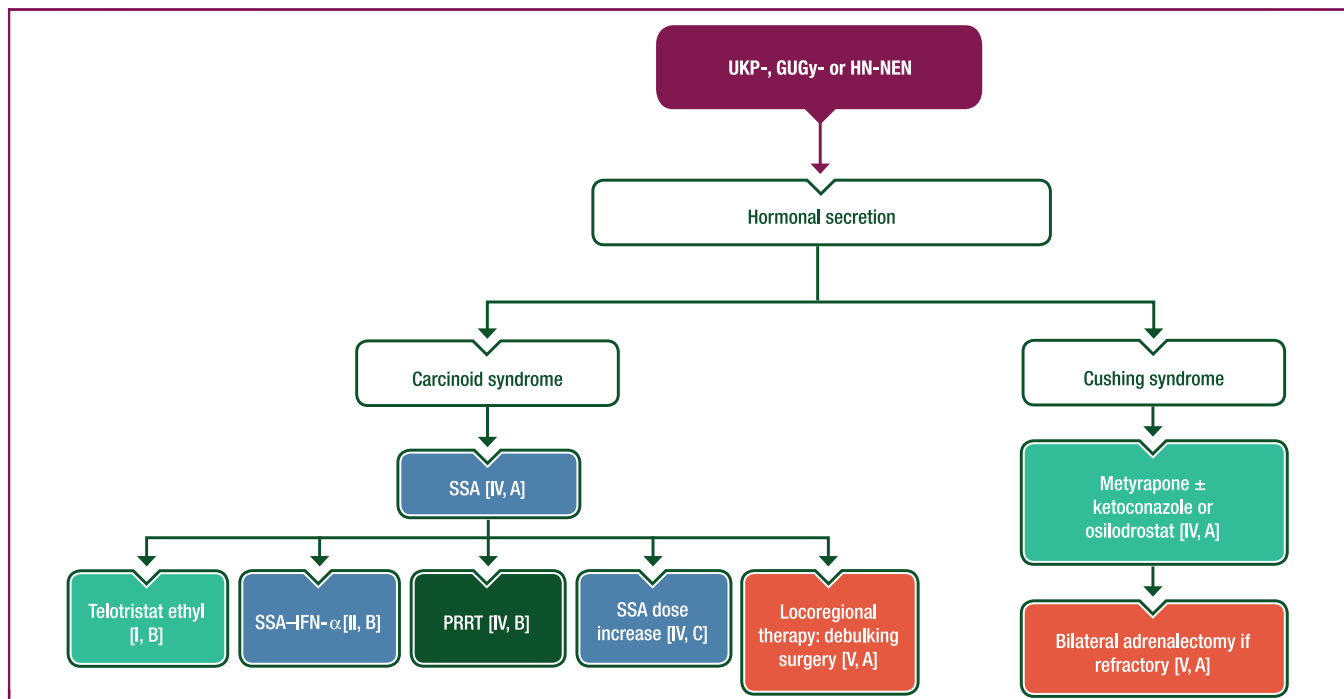 UKP-, GUGy- or HN-NEN
Hormonal secretion
Carcinoid syndrome
Cushing syndrome
SSA [IV, A]
Metyrapone ±
ketoconazole or
osilodrostat [IV, A]
Telotristat ethyl
[I, B]
SSA–IFN-α [II, B]
PRRT [IV, B]
SSA dose
increase [IV, C]
Locoregional
therapy: debulking
surgery [V, A]
Bilateral adrenalectomy if
refractory [V, A]